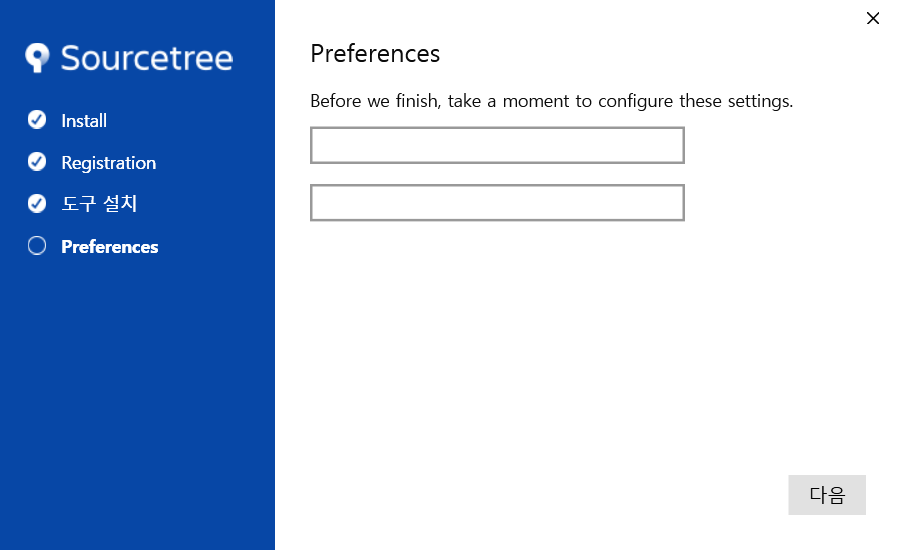 Sourcetree
Install
Registration
도구 설치
Preferences
Preferences
Before we finish, take a moment to configure these settings.
다음